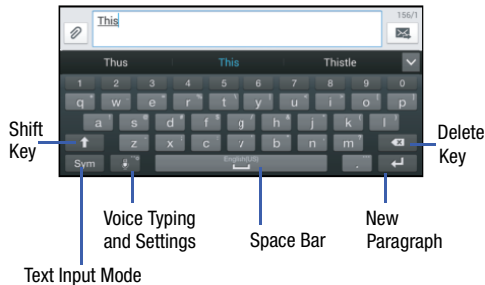 156/1
This
Thus This Thistle
1 2 3 4 5 6 7 8 9 0
q w e r t y u i o p
a s d f g h j k l
Shift
Key
z x c v b n m
Delete
Key
Sym English(US) .
Voice Typing
and Settings
Space Bar
New
Paragraph
Text Input Mode